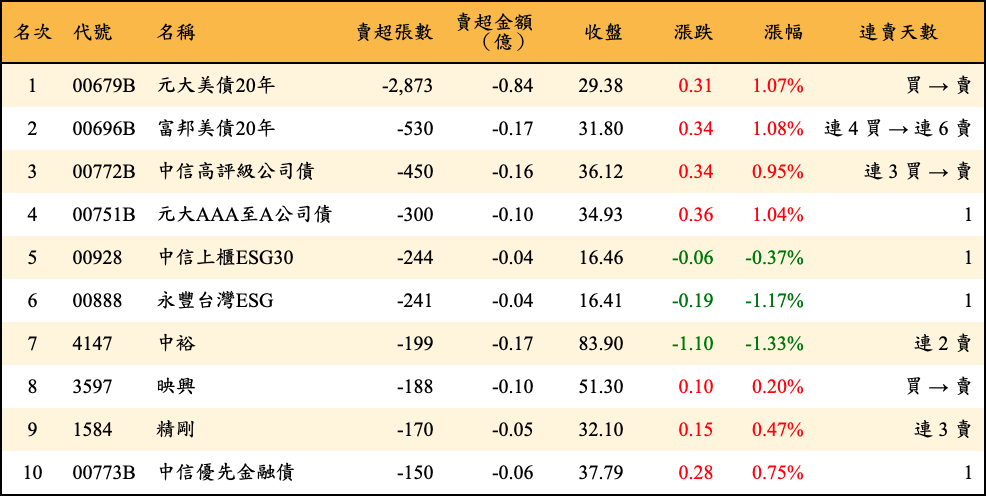 名次 代號 名稱 賣超張數 賣超金額（億） 收盤 漲跌 漲幅 連賣天數
1 00679B 元大美債20年 -2,873 -0.84 29.38 0.31 1.07% 買 → 賣
2 00696B 富邦美債20年 -530 -0.17 31.80 0.34 1.08% 連 4 買 → 連 6 賣
3 00772B 中信高評級公司債 -450 -0.16 36.12 0.34 0.95% 連 3 買 → 賣
4 00751B 元大AAA至A公司債 -300 -0.10 34.93 0.36 1.04% 1
5 00928 中信上櫃ESG30 -244 -0.04 16.46 -0.06 -0.37% 1
6 00888 永豐台灣ESG -241 -0.04 16.41 -0.19 -1.17% 1
7 4147 中裕 -199 -0.17 83.90 -1.10 -1.33% 連 2 賣
8 3597 映興 -188 -0.10 51.30 0.10 0.20% 買 → 賣
9 1584 精剛 -170 -0.05 32.10 0.15 0.47% 連 3 賣
10 00773B 中信優先金融債 -150 -0.06 37.79 0.28 0.75% 1